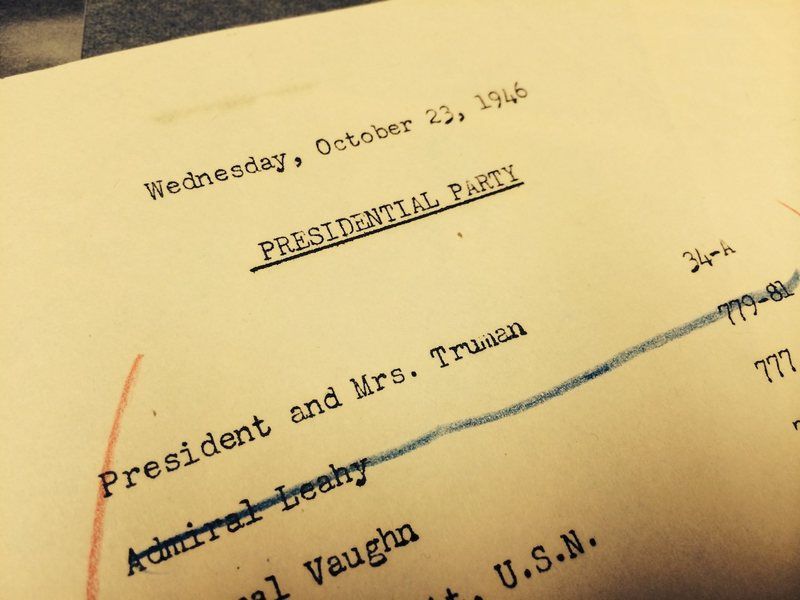 Wednesday, October 23, 1946
PRESIDENTIAL PARTY
President and Mrs. Truman 34-A
Admiral Leahy 779-81
Vaughn 777
U.S.N.